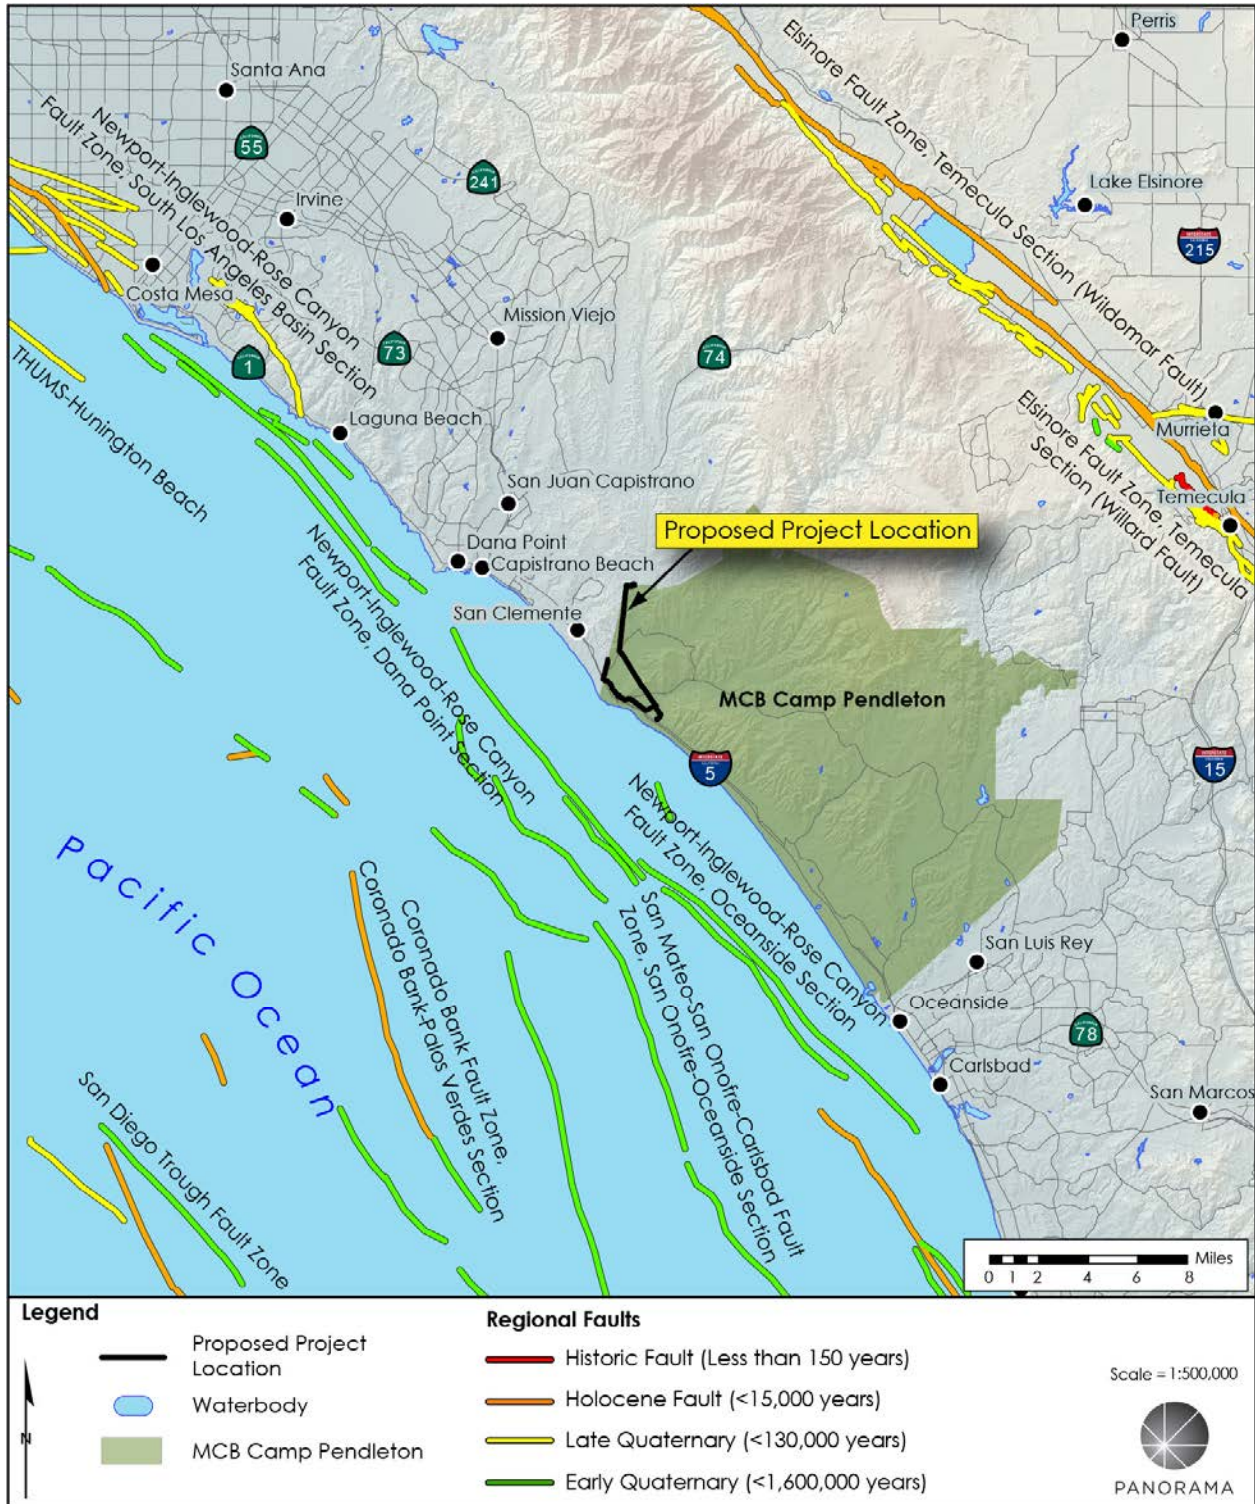 Perris
Santa Ana
55
241
Irvine
Newport-Inglewood-Rose Canyon
Fault Zone, South Los Angeles Basin Section
Elsinore Fault Zone, Temecula Section (Wildomar Fault)
Lake Elsinore
INTERSTATE
215
Costa Mesa
Mission Viejo
73
74
1
THUMS-Hunington Beach
Laguna Beach
Murrieta
Elsinore Fault Zone, Temecula
Section (Willard Fault)
Temecula
San Juan Capistrano
Proposed Project Location
Dana Point
Capistrano Beach
San Clemente
Newport-Inglewood-Rose Canyon
Fault Zone, Dana Point Section
MCB Camp Pendleton
INTERSTATE
5
INTERSTATE
15
Newport-Inglewood-Rose Canyon
Fault Zone, Oceanside Section
Pacific Ocean
Coronado Bank Fault Zone,
Coronado Bank-Palos Verdes Section
San Mateo-San Onofre-Carlsbad Fault
Zone, San Onofre-Oceanside Section
San Luis Rey
Oceanside
78
Carlsbad
San Marcos
San Diego Trough Fault Zone
Miles
0 1 2 4 6 8
Legend
Proposed Project
Location
Waterbody
MCB Camp Pendleton
N
Regional Faults
Historic Fault (Less than 150 years)
Holocene Fault (<15,000 years)
Late Quaternary (<130,000 years)
Early Quaternary (<1,600,000 years)
Scale = 1:500,000
PANORAMA